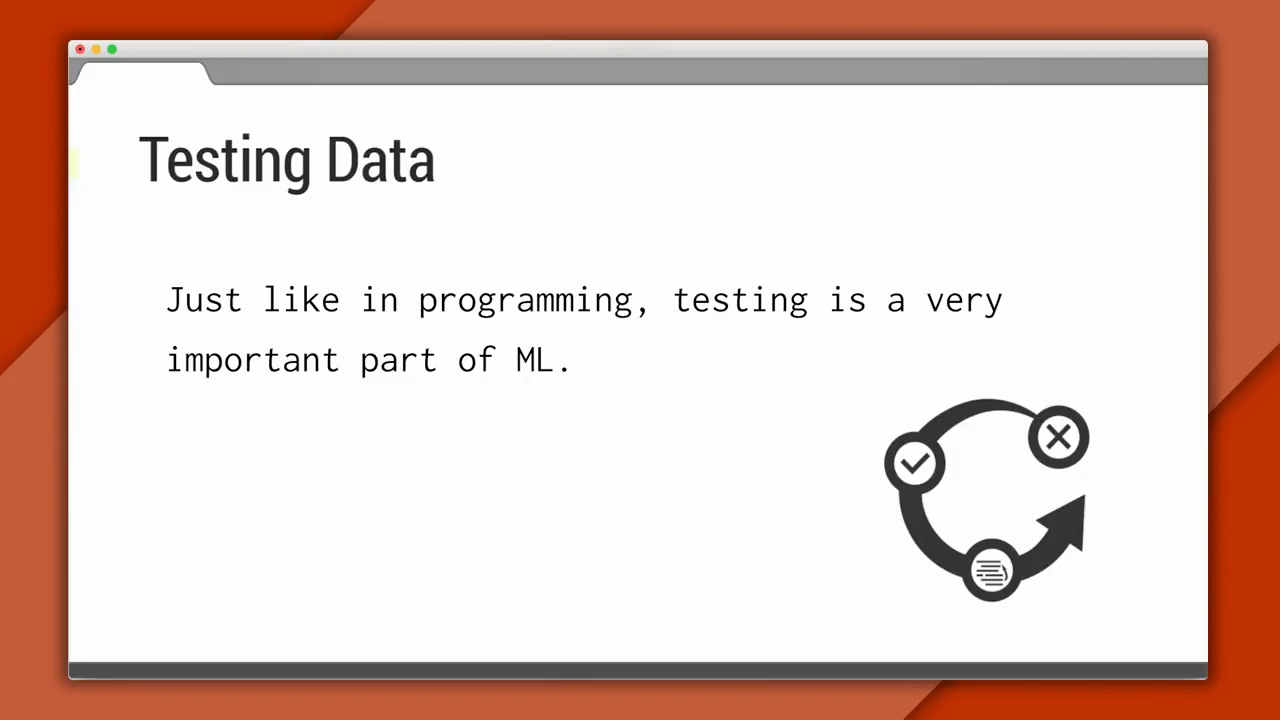 Testing Data
Just like in programming, testing is a very
important part of ML.